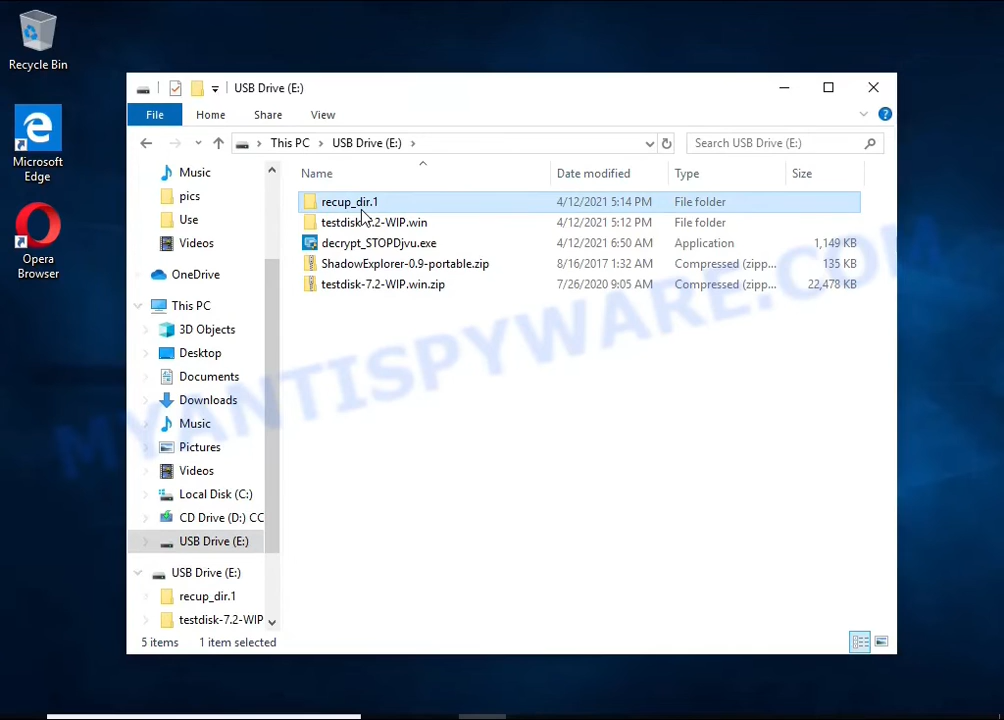 Recycle Bin
Microsoft
Edge
Opera
Browser
USB Drive (E:)
File Home Share View
This PC USB Drive (E:)
Search USB Drive (E:)
Name Date modified Type Size
recup_dir.1 4/12/2021 5:14 PM File folder
testdisk-7.2-WIP.win 4/12/2021 5:12 PM File folder
decrypt_STOPDjvu.exe 4/12/2021 6:50 AM Application 1,149 KB
ShadowExplorer-0.9-portable.zip 8/16/2017 1:32 AM Compressed (zipp... 135 KB
testdisk-7.2-WIP.win.zip 7/26/2020 9:05 AM Compressed (zipp... 22,478 KB
Music
pics
Use
Videos
OneDrive
This PC
3D Objects
Desktop
Documents
Downloads
Music
Pictures
Videos
Local Disk (C:)
CD Drive (D:) CC
USB Drive (E:)
USB Drive (E:)
recup_dir.1
testdisk-7.2-WIP
5 items 1 item selected
MYANTISPYWARE.COM